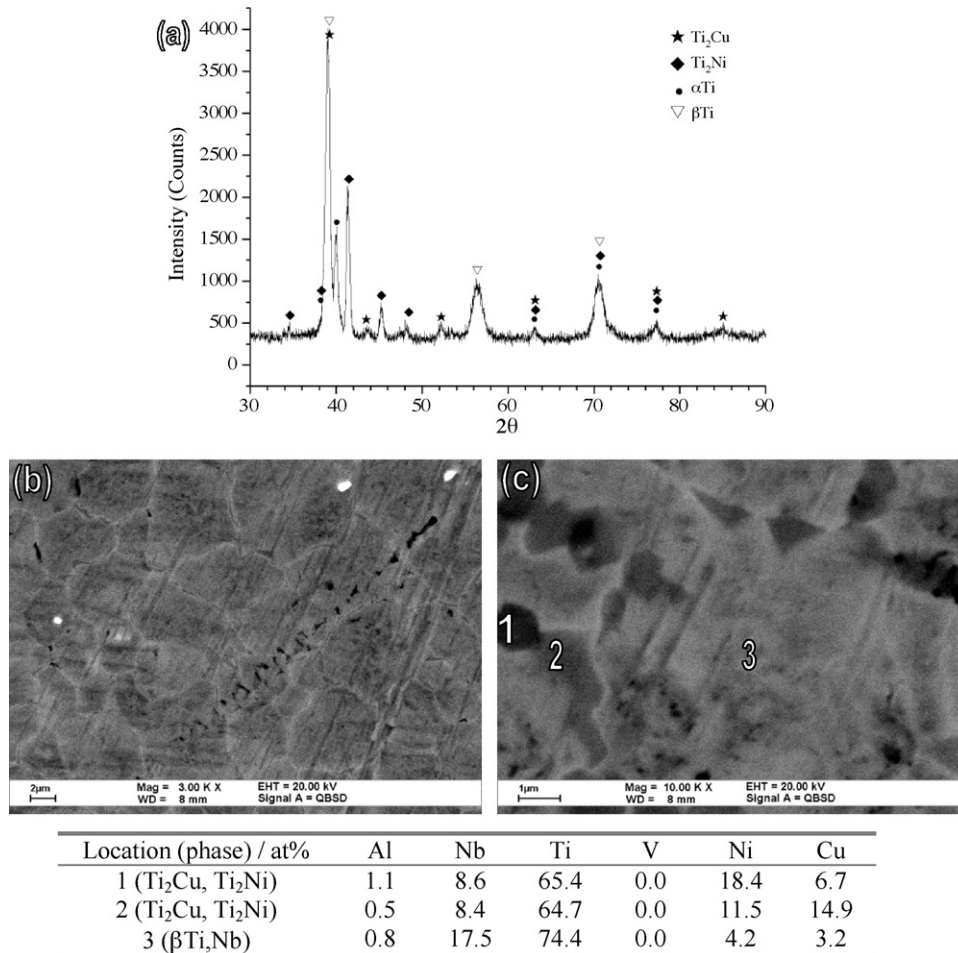 (a)
4000
3500
3000
2500
2000
1500
1000
500
0
Intensity (Counts)
30 40 50 60 70 80 90
2θ
★ Ti₂Cu
◆ Ti₂Ni
● αTi
▽ βTi
(b)
2µm
Mag = 3.00 K X EHT = 20.00 kV
WD = 8 mm Signal A = QBSD
(c)
1
2
3
1µm
Mag = 10.00 K X EHT = 20.00 kV
WD = 8 mm Signal A = QBSD
Location (phase) / at% Al Nb Ti V Ni Cu
1 (Ti₂Cu, Ti₂Ni) 1.1 8.6 65.4 0.0 18.4 6.7
2 (Ti₂Cu, Ti₂Ni) 0.5 8.4 64.7 0.0 11.5 14.9
3 (βTi,Nb) 0.8 17.5 74.4 0.0 4.2 3.2